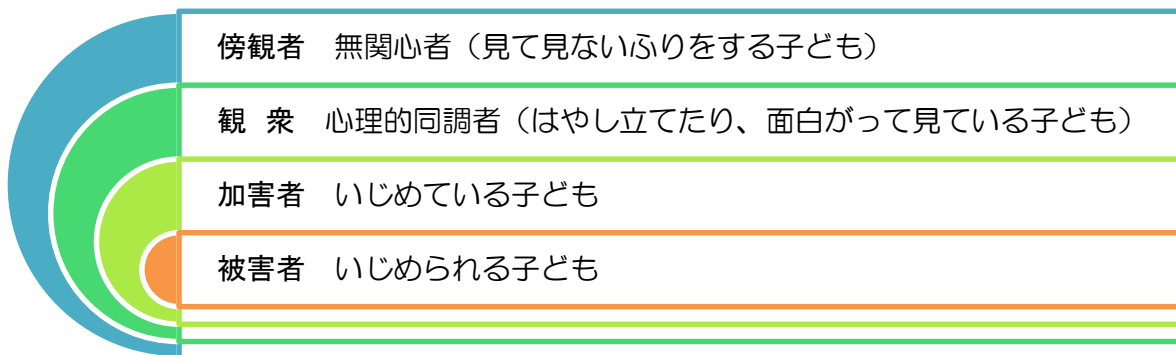 傍観者 無関心者（見て見ないふりをする子ども）
観 衆 心理的同調者（はやし立てたり、面白がって見ている子ども）
加害者 いじめている子ども
被害者 いじめられる子ども